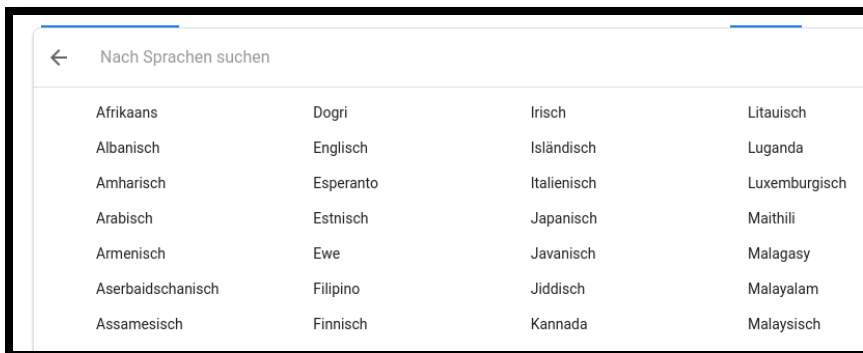 Nach Sprachen suchen
Afrikaans Dogri Irisch Litauisch
Albanisch Englisch Isländisch Luganda
Amharisch Esperanto Italienisch Luxemburgisch
Arabisch Estnisch Japanisch Maithili
Armenisch Ewe Javanisch Malagasy
Aserbaidschanisch Filipino Jiddisch Malayalam
Assamesisch Finnisch Kannada Malaysisch